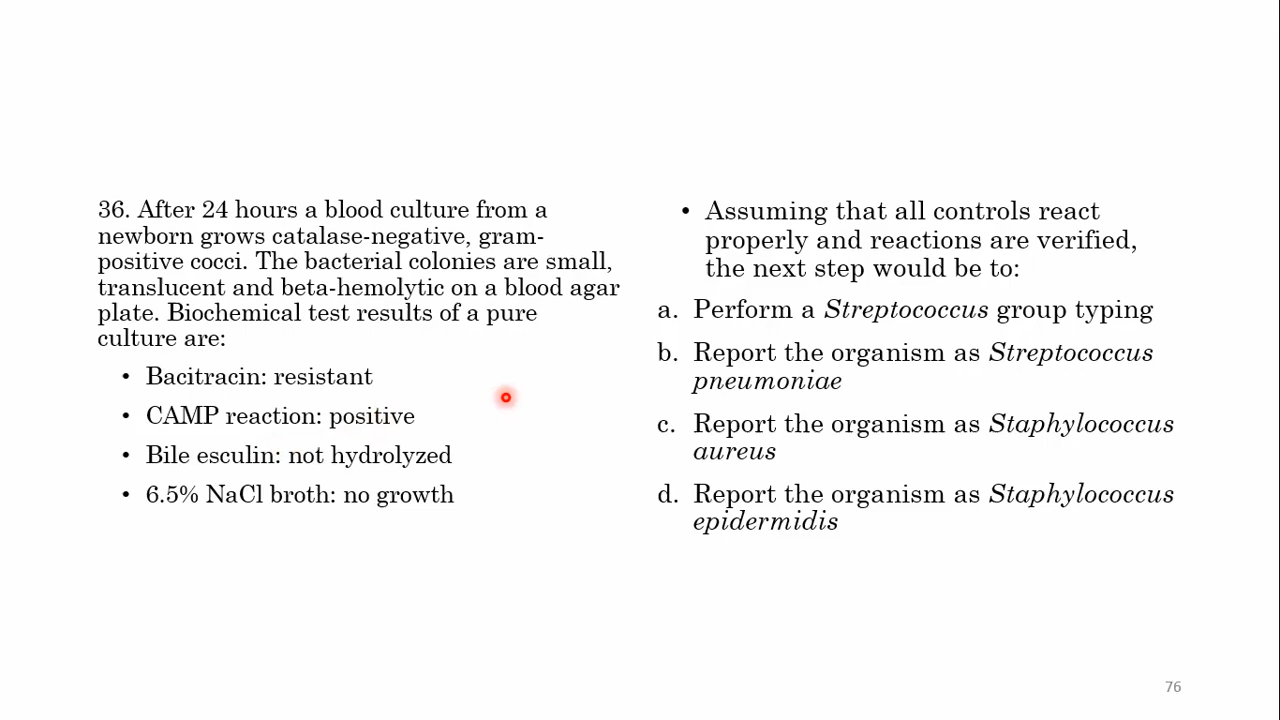 36. After 24 hours a blood culture from a
newborn grows catalase-negative, gram-
positive cocci. The bacterial colonies are small,
translucent and beta-hemolytic on a blood agar
plate. Biochemical test results of a pure
culture are:
• Bacitracin: resistant
• CAMP reaction: positive
• Bile esculin: not hydrolyzed
• 6.5% NaCl broth: no growth
• Assuming that all controls react
properly and reactions are verified,
the next step would be to:
a. Perform a Streptococcus group typing
b. Report the organism as Streptococcus
pneumoniae
c. Report the organism as Staphylococcus
aureus
d. Report the organism as Staphylococcus
epidermidis
76